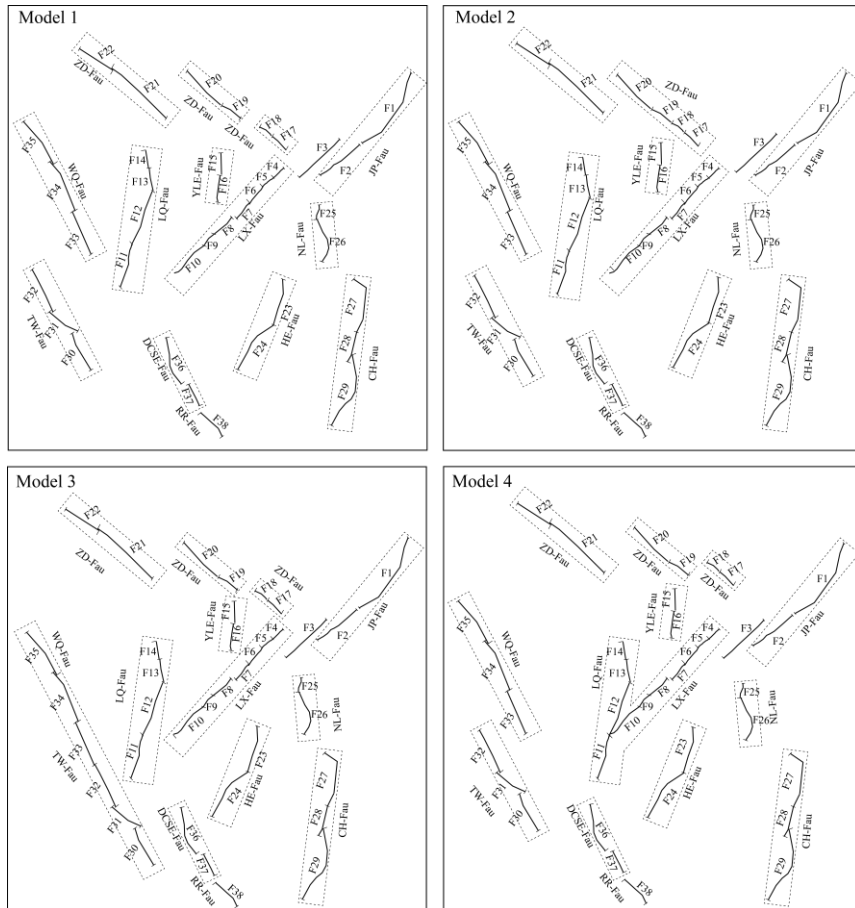 Model 1
F22
ZD-Fau
F21
F20
ZD-Fau
F19
ZD-Fau
F18
F17
F1
F3
F2
JP-Fau
F35
WQ-Fau
F34
F33
F14
F13
LQ-Fau
F12
F11
YLE-Fau
F15
F16
F4
F5
F6
F7
LX-Fau
F8
F9
F10
NL-Fau
F25
F26
F32
F31
TW-Fau
F30
F23
F24
HE-Fau
F27
F28
CH-Fau
F29
DCSE-Fau
F36
F37
RR-Fau
F38
Model 2
F22
ZD-Fau
F21
F20
ZD-Fau
F19
F18
F17
F1
F3
F2
JP-Fau
F35
WQ-Fau
F34
F33
F14
F13
LQ-Fau
F12
F11
YLE-Fau
F15
F16
F4
F5
F6
F7
LX-Fau
F8
F9
F10
NL-Fau
F25
F26
F32
F31
TW-Fau
F30
F23
F24
HE-Fau
F27
F28
CH-Fau
F29
DCSE-Fau
F36
F37
RR-Fau
F38
Model 3
F22
ZD-Fau
F21
F20
ZD-Fau
F19
ZD-Fau
F18
F17
F1
F3
F2
JP-Fau
F35
WQ-Fau
F34
F33
F14
F13
LQ-Fau
F12
F11
YLE-Fau
F15
F16
F4
F5
F6
F7
LX-Fau
F8
F9
F10
NL-Fau
F25
F26
TW-Fau
F32
F31
F30
F23
F24
HE-Fau
F27
F28
CH-Fau
F29
DCSE-Fau
F36
F37
RR-Fau
F38
Model 4
F22
ZD-Fau
F21
F20
ZD-Fau
F19
F18
ZD-Fau
F17
F1
F3
F2
JP-Fau
F35
WQ-Fau
F34
F33
F14
F13
LQ-Fau
F12
F11
YLE-Fau
F15
F16
F4
F5
F6
F7
LX-Fau
F8
F9
F10
F25
NL-Fau
F26
F32
F31
TW-Fau
F30
F23
F24
HE-Fau
F27
F28
CH-Fau
F29
DCSE-Fau
F36
F37
RR-Fau
F38